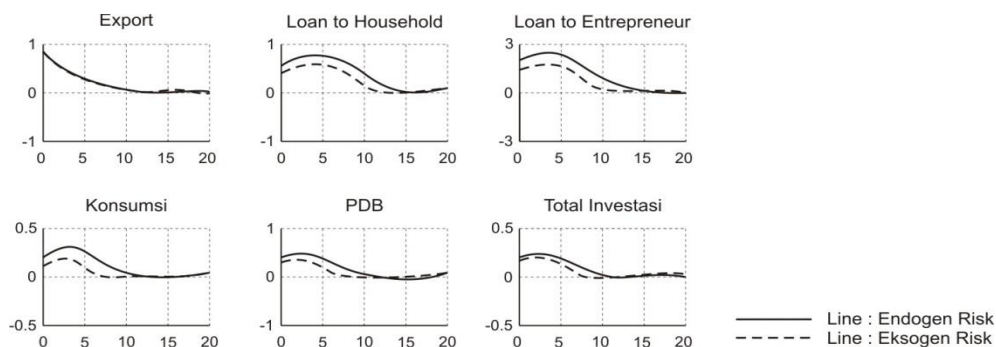 Export
1
0
-1
0 5 10 15 20
Loan to Household
1
0
1
0 5 10 15 20
Loan to Entrepreneur
3
0
-3
0 5 10 15 20
Konsumsi
0.5
0
-0.5
0 5 10 15 20
PDB
1
0
-1
0 5 10 15 20
Total Investasi
0.5
0
-0.5
0 5 10 15 20
Line : Endogen Risk
Line : Eksogen Risk